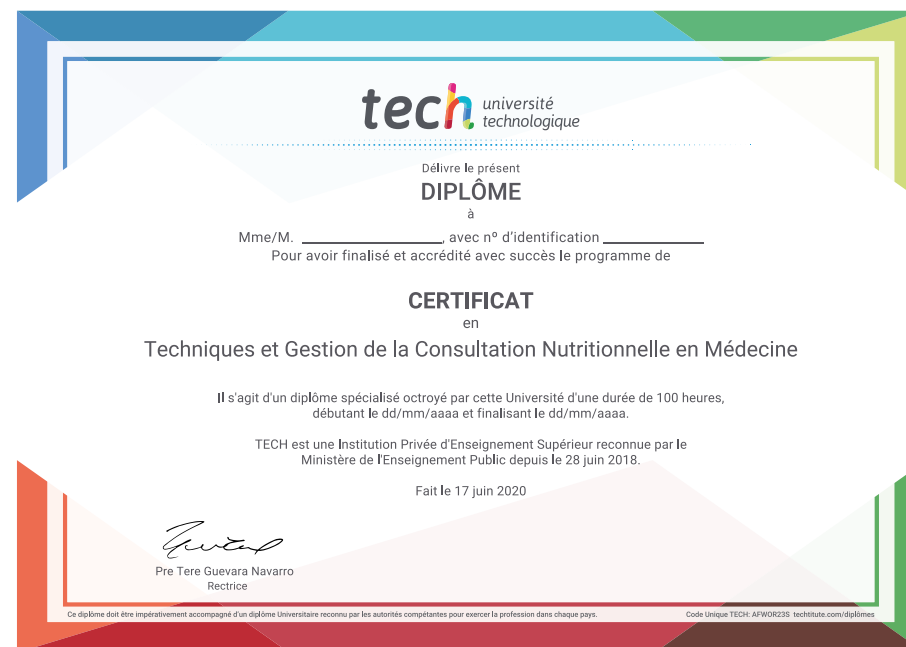 tech université
technologique
Délivre le présent
DIPLÔME
à
Mme/M. ____________________, avec nº d'identification ______________
Pour avoir finalisé et accrédité avec succès le programme de
CERTIFICAT
en
Techniques et Gestion de la Consultation Nutritionnelle en Médecine
Il s'agit d'un diplôme spécialisé octroyé par cette Université d'une durée de 100 heures,
débutant le dd/mm/aaaa et finalisant le dd/mm/aaaa.
TECH est une Institution Privée d'Enseignement Supérieur reconnue par le
Ministère de l'Enseignement Public depuis le 28 juin 2018.
Fait le 17 juin 2020
Pre Tere Guevara Navarro
Rectrice
Ce diplôme doit être impérativement accompagné d'un diplôme Universitaire reconnu par les autorités compétantes pour exercer la profession dans chaque pays.
Code Unique TECH: AFWOR23S techtitute.com/diplômes